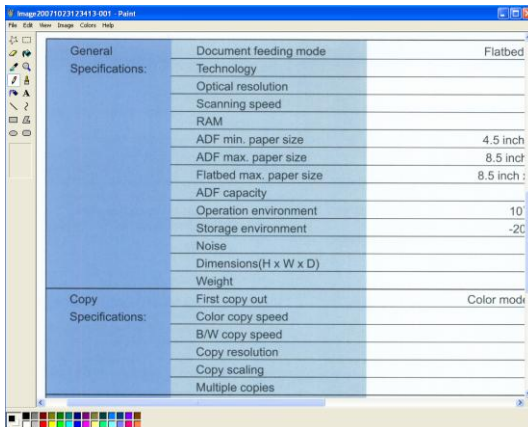 Image20071023123413-001 - Paint
File Edit View Image Colors Help
General Document feeding mode Flatbed
Specifications: Technology
Optical resolution
Scanning speed
RAM
ADF min. paper size 4.5 inch
ADF max. paper size 8.5 inch
Flatbed max. paper size 8.5 inch
ADF capacity
Operation environment 10
Storage environment -20
Noise
Dimensions(H x W x D)
Weight
Copy First copy out Color mode
Specifications: Color copy speed
B/W copy speed
Copy resolution
Copy scaling
Multiple copies